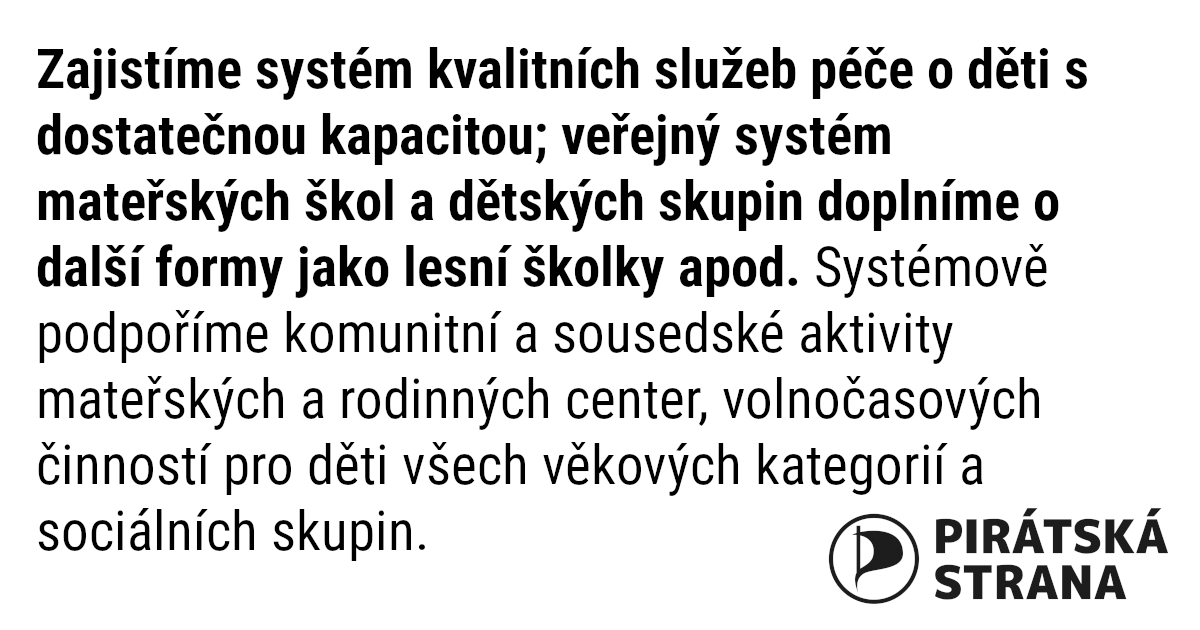 Zajistíme systém kvalitních služeb péče o děti s
dostatečnou kapacitou; veřejný systém
mateřských škol a dětských skupin doplníme o
další formy jako lesní školky apod. Systémově
podpoříme komunitní a sousedské aktivity
mateřských a rodinných center, volnočasových
činností pro děti všech věkových kategorií a
sociálních skupin.
PIRÁTSKÁ
STRANA